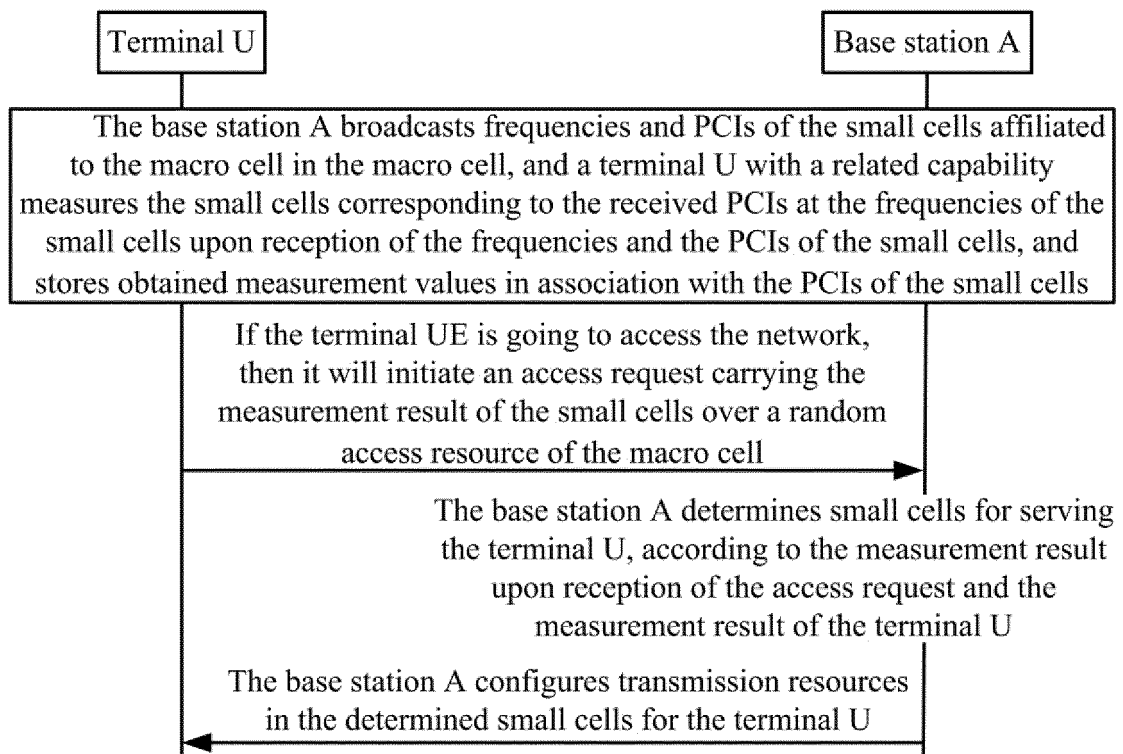 Terminal U
Base station A
The base station A broadcasts frequencies and PCIs of the small cells affiliated
to the macro cell in the macro cell, and a terminal U with a related capability
measures the small cells corresponding to the received PCIs at the frequencies of the
small cells upon reception of the frequencies and the PCIs of the small cells, and
stores obtained measurement values in association with the PCIs of the small cells
If the terminal UE is going to access the network,
then it will initiate an access request carrying the
measurement result of the small cells over a random
access resource of the macro cell
The base station A determines small cells for serving
the terminal U, according to the measurement result
upon reception of the access request and the
measurement result of the terminal U
The base station A configures transmission resources
in the determined small cells for the terminal U